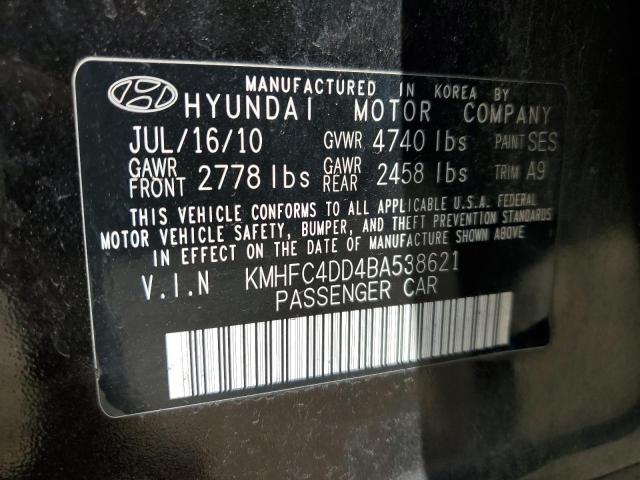 MANUFACTURED IN KOREA BY
HYUNDAI MOTOR COMPANY
JUL/16/10 GVWR 4740 lbs PAINT SES
GAWR FRONT 2778 lbs GAWR REAR 2458 lbs TRIM A9
THIS VEHICLE CONFORMS TO ALL APPLICABLE U.S.A. FEDERAL
MOTOR VEHICLE SAFETY, BUMPER, AND THEFT PREVENTION STANDARDS
IN EFFECT ON THE DATE OF MANUFACTURE SHOWN ABOVE
V.I.N KMHFC4DD4BA538621
PASSENGER CAR